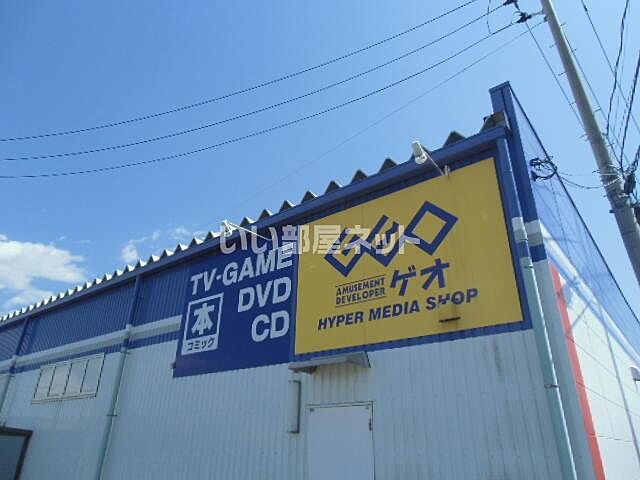 いい部屋ネット
TV-GAME
DVD
CD
本
コミック
GEO
AMUSEMENT
DEVELOPER
ゲオ
HYPER MEDIA SHOP